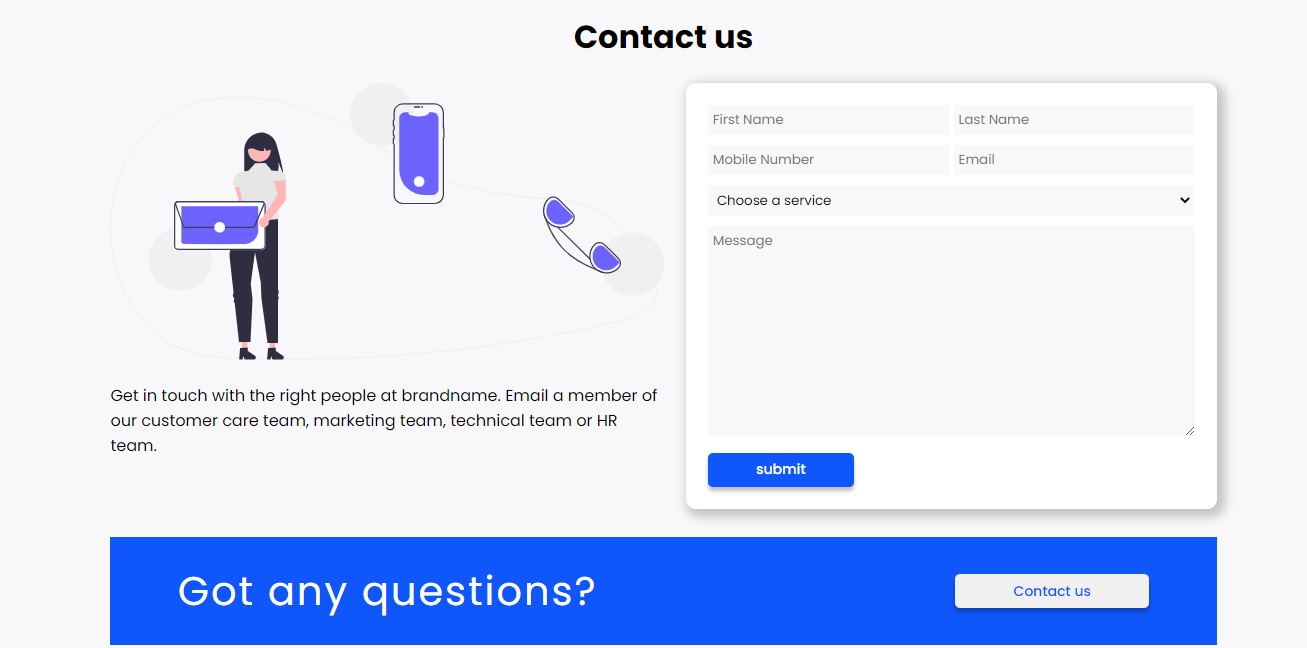 Contact us
First Name
Last Name
Mobile Number
Email
Choose a service
Message
submit
Get in touch with the right people at brandname. Email a member of
our customer care team, marketing team, technical team or HR
team.
Got any questions?
Contact us